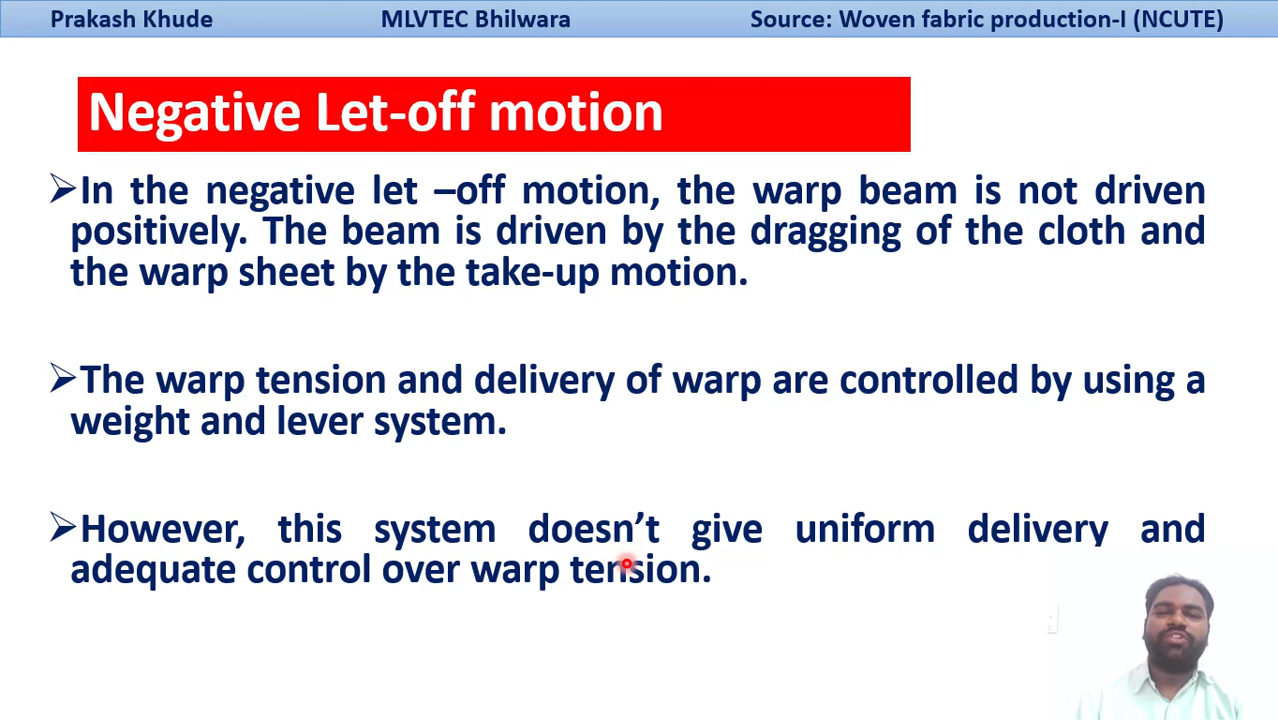 Prakash Khude MLVTEC Bhilwara Source: Woven fabric production-I (NCUTE)
Negative Let-off motion
➢In the negative let –off motion, the warp beam is not driven
positively. The beam is driven by the dragging of the cloth and
the warp sheet by the take-up motion.
➢The warp tension and delivery of warp are controlled by using a
weight and lever system.
➢However, this system doesn’t give uniform delivery and
adequate control over warp tension.